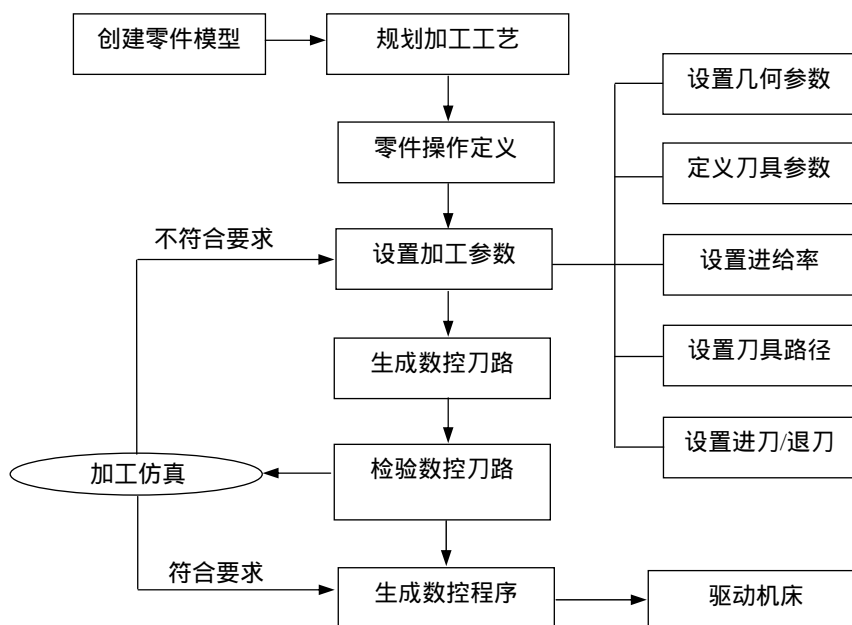 创建零件模型
规划加工工艺
设置几何参数
零件操作定义
定义刀具参数
不符合要求
设置加工参数
设置进给率
生成数控刀路
设置刀具路径
加工仿真
检验数控刀路
设置进刀/退刀
符合要求
生成数控程序
驱动机床